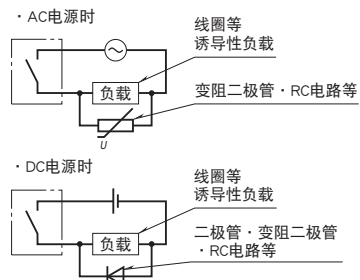 · AC电源时
线圈等
诱导性负载
负载
变阻二极管 · RC电路等
U
· DC电源时
线圈等
诱导性负载
负载
二极管 · 变阻二极管
· RC电路等